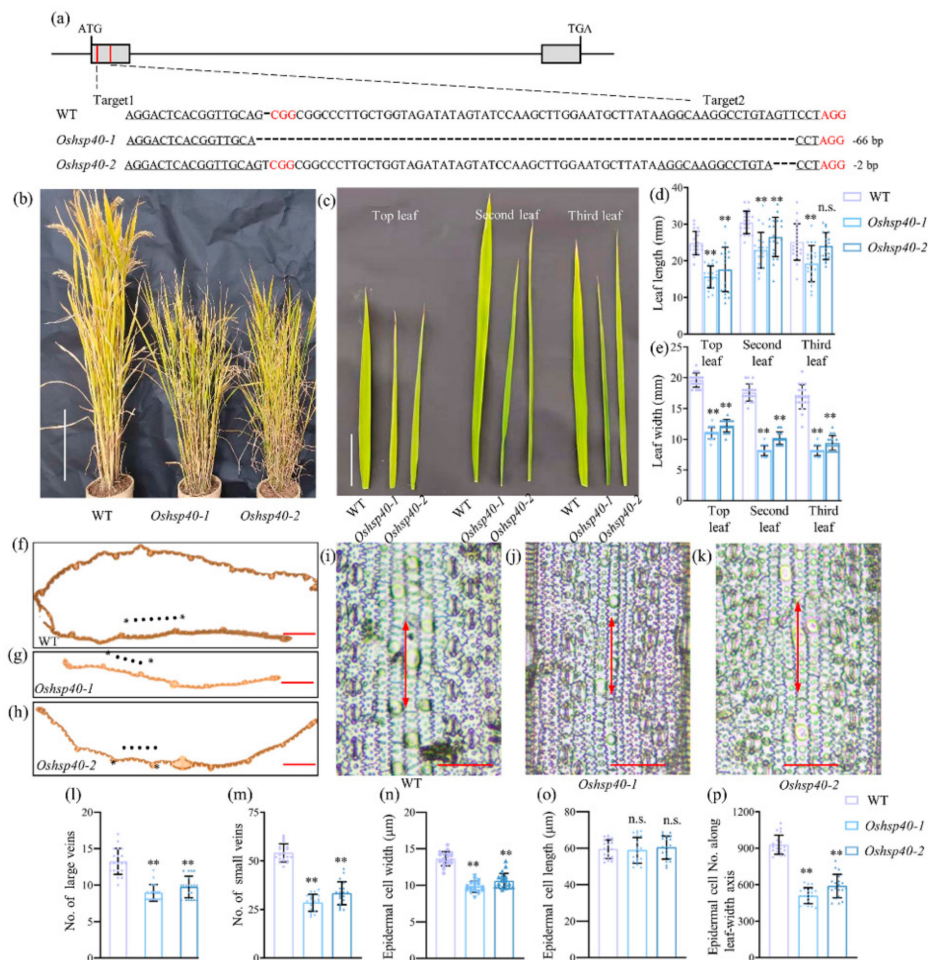 (a)
ATG TGA
Target1 Target2
WT AGGACTCACGGTTGCAG-CGGCGGCCCTTGCTGGTAGATATAGTATCCAAGCTTGGAATGCTTATAAGGCAAGGCCTGTAGTTCCTAGG
Oshsp40-1 AGGACTCACGGTTGCA CCTAGG -66 bp
Oshsp40-2 AGGACTCACGGTTGCAGTCGGCGGCCCTTGCTGGTAGATATAGTATCCAAGCTTGGAATGCTTATAAGGCAAGGCCTGTA---CCTAGG -2 bp
(b)
WT Oshsp40-1 Oshsp40-2
(c)
Top leaf Second leaf Third leaf
WT Oshsp40-1 Oshsp40-2 WT Oshsp40-1 Oshsp40-2 WT Oshsp40-1 Oshsp40-2
(d)
Leaf length (mm)
40
30
20
10
0
** ** ** ** ** n.s.
Top leaf Second leaf Third leaf
WT
Oshsp40-1
Oshsp40-2
(e)
Leaf width (mm)
20
15
10
5
0
** ** ** ** ** **
Top leaf Second leaf Third leaf
(f)
* *
WT
(g)
* *
Oshsp40-1
(h)
* *
Oshsp40-2
(i)
WT
(j)
Oshsp40-1
(k)
Oshsp40-2
(l)
No. of large veins
20
15
10
5
0
** **
(m)
No. of small veins
75
50
25
0
** **
(n)
Epidermal cell width (μm)
20
15
10
5
0
** **
(o)
Epidermal cell length (μm)
80
60
40
20
0
n.s. n.s.
(p)
Epidermal cell No. along
leaf-width axis
1200
900
600
300
0
** **
WT
Oshsp40-1
Oshsp40-2